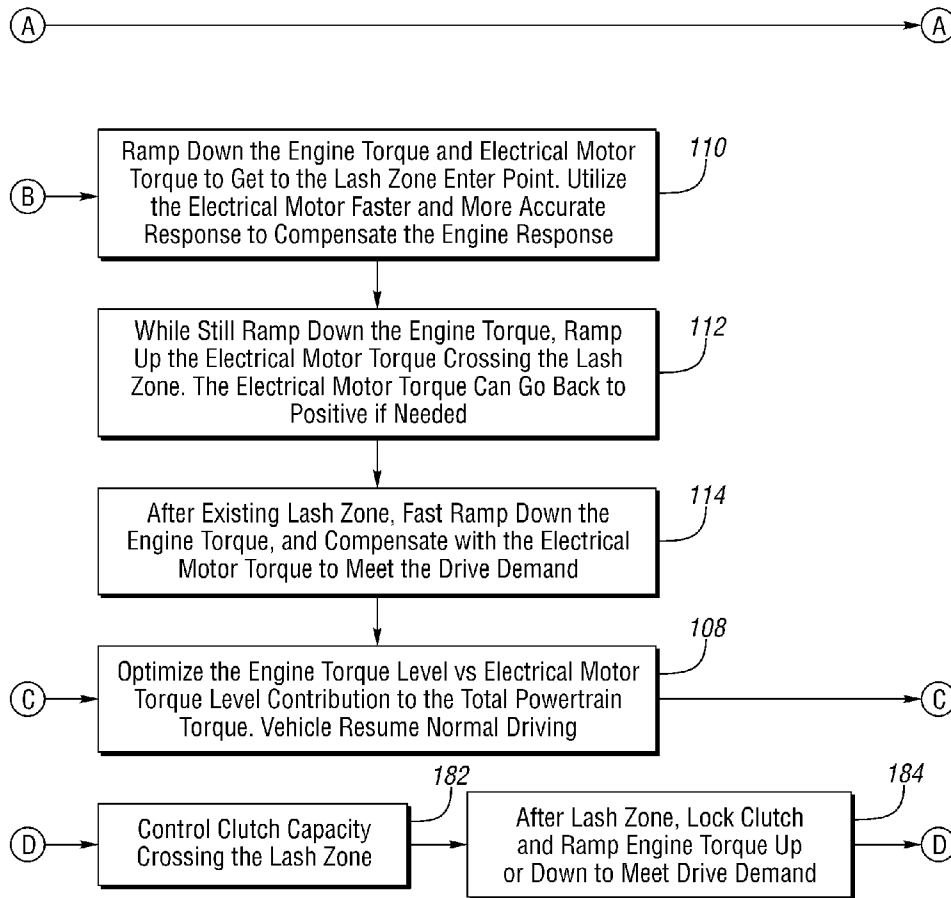 A A
B
Ramp Down the Engine Torque and Electrical Motor
Torque to Get to the Lash Zone Enter Point. Utilize
the Electrical Motor Faster and More Accurate
Response to Compensate the Engine Response
110
While Still Ramp Down the Engine Torque, Ramp
Up the Electrical Motor Torque Crossing the Lash
Zone. The Electrical Motor Torque Can Go Back to
Positive if Needed
112
After Existing Lash Zone, Fast Ramp Down the
Engine Torque, and Compensate with the Electrical
Motor Torque to Meet the Drive Demand
114
C
Optimize the Engine Torque Level vs Electrical Motor
Torque Level Contribution to the Total Powertrain
Torque. Vehicle Resume Normal Driving
108
C
D
Control Clutch Capacity
Crossing the Lash Zone
182
After Lash Zone, Lock Clutch
and Ramp Engine Torque Up
or Down to Meet Drive Demand
184
D